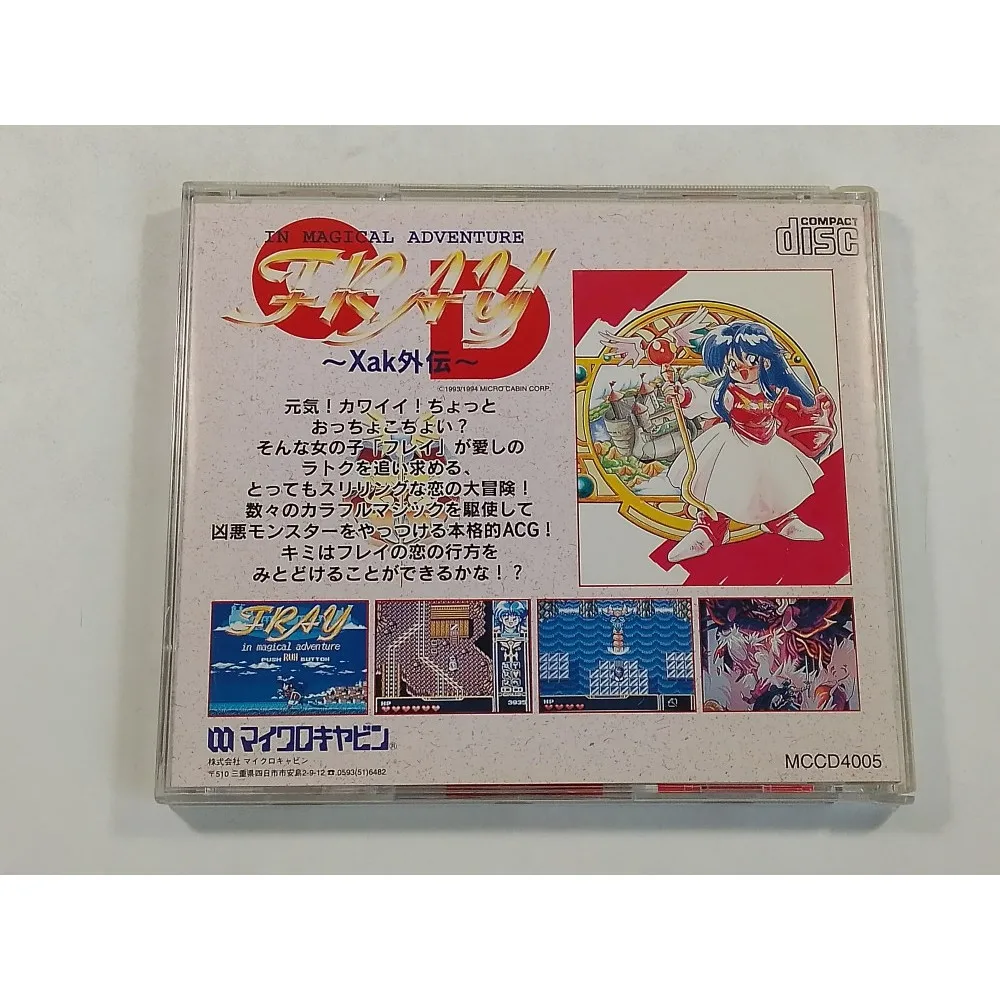 IN MAGICAL ADVENTURE
FRAY
CD
～Xak外伝～
©1993/1994 MICRO CABIN CORP.
COMPACT
disc
元気！カワイイ！ちょっと
おっちょこちょい？
そんな女の子「フレイ」が愛しの
ラトクを追い求める、
とってもスリリングな恋の大冒険！
数々のカラフルマジックを駆使して
凶悪モンスターをやっつける本格的ACG！
キミはフレイの恋の行方を
みとどけることができるかな！？
FRAY
in magical adventure
PUSH RUN BUTTON
HP
3935
HP
マイクロキャビン®
株式会社 マイクロキャビン
〒510 三重県四日市市安島2-9-12 ☎.0593(51)6482
MCCD4005